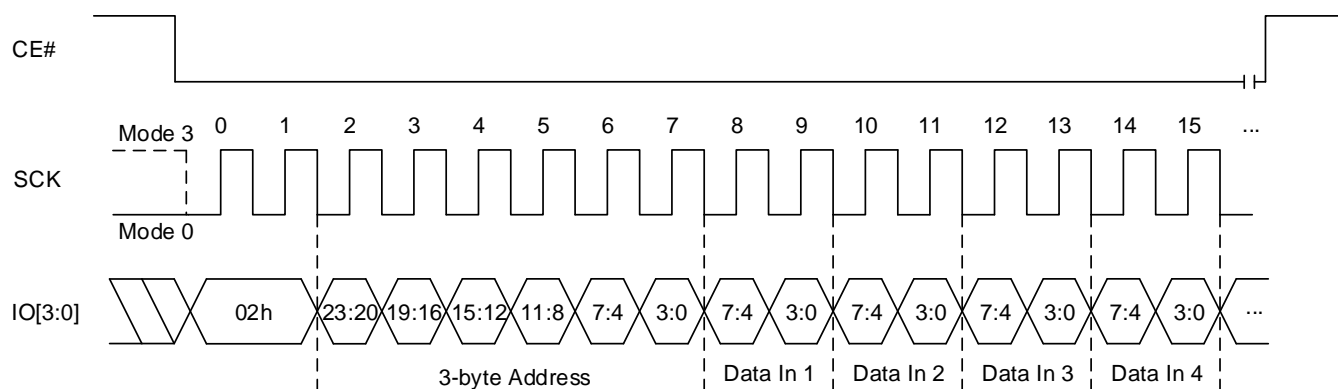 CE#
0 1 2 3 4 5 6 7 8 9 10 11 12 13 14 15 ...
Mode 3
SCK
Mode 0
IO[3:0] 02h 23:20 19:16 15:12 11:8 7:4 3:0 7:4 3:0 7:4 3:0 7:4 3:0 7:4 3:0 ...
3-byte Address Data In 1 Data In 2 Data In 3 Data In 4